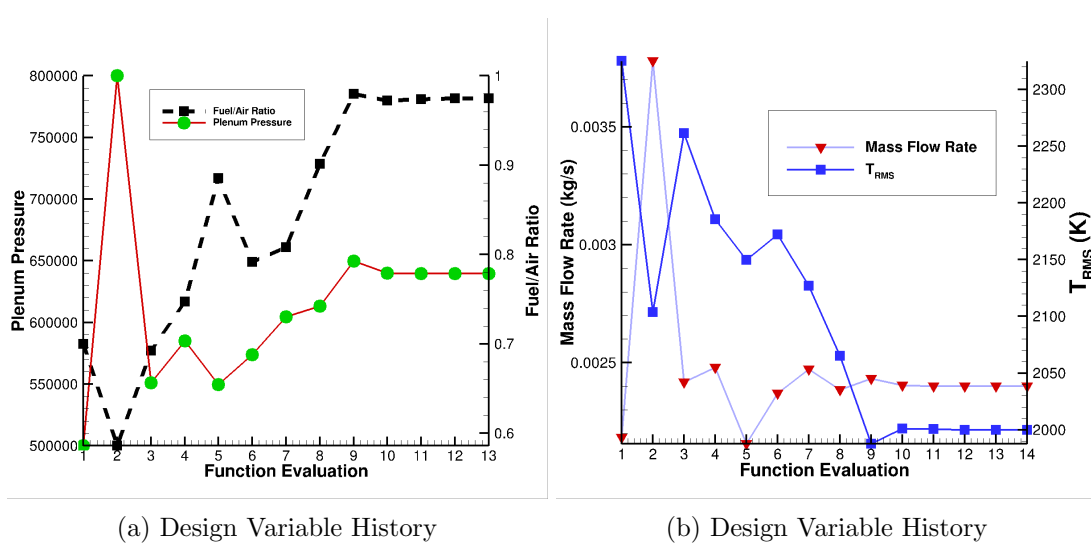 800000
750000
700000
650000
600000
550000
500000
Plenum Pressure
1
0.9
0.8
0.7
0.6
Fuel/Air Ratio
Fuel/Air Ratio
Plenum Pressure
1 2 3 4 5 6 7 8 9 10 11 12 13
Function Evaluation
(a) Design Variable History
0.0035
0.003
0.0025
Mass Flow Rate (kg/s)
2300
2250
2200
2150
2100
2050
2000
T_RMS (K)
Mass Flow Rate
T_RMS
1 2 3 4 5 6 7 8 9 10 11 12 13 14
Function Evaluation
(b) Design Variable History